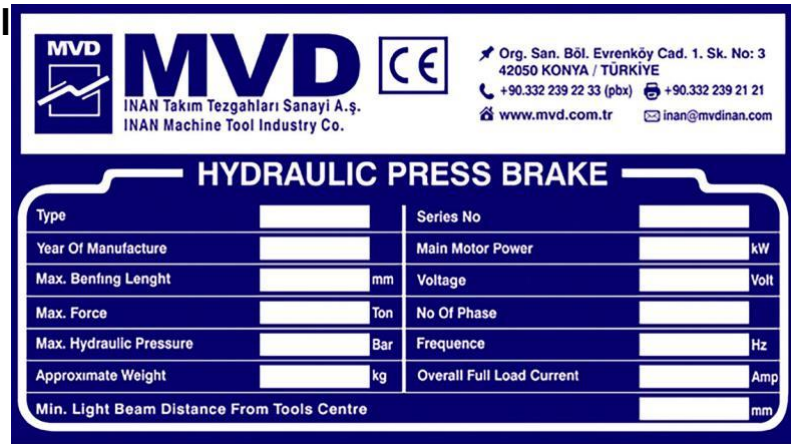 MVD
MVD
CE
INAN Takım Tezgahları Sanayi A.ş.
INAN Machine Tool Industry Co.
Org. San. Böl. Evrenköy Cad. 1. Sk. No: 3
42050 KONYA / TÜRKİYE
+90.332 239 22 33 (pbx) +90.332 239 21 21
www.mvd.com.tr inan@mvdinan.com
HYDRAULIC PRESS BRAKE
Type Series No
Year Of Manufacture Main Motor Power kW
Max. Benfıng Lenght mm Voltage Volt
Max. Force Ton No Of Phase
Max. Hydraulic Pressure Bar Frequence Hz
Approxımate Weight kg Overall Full Load Current Amp
Min. Light Beam Distance From Tools Centre mm